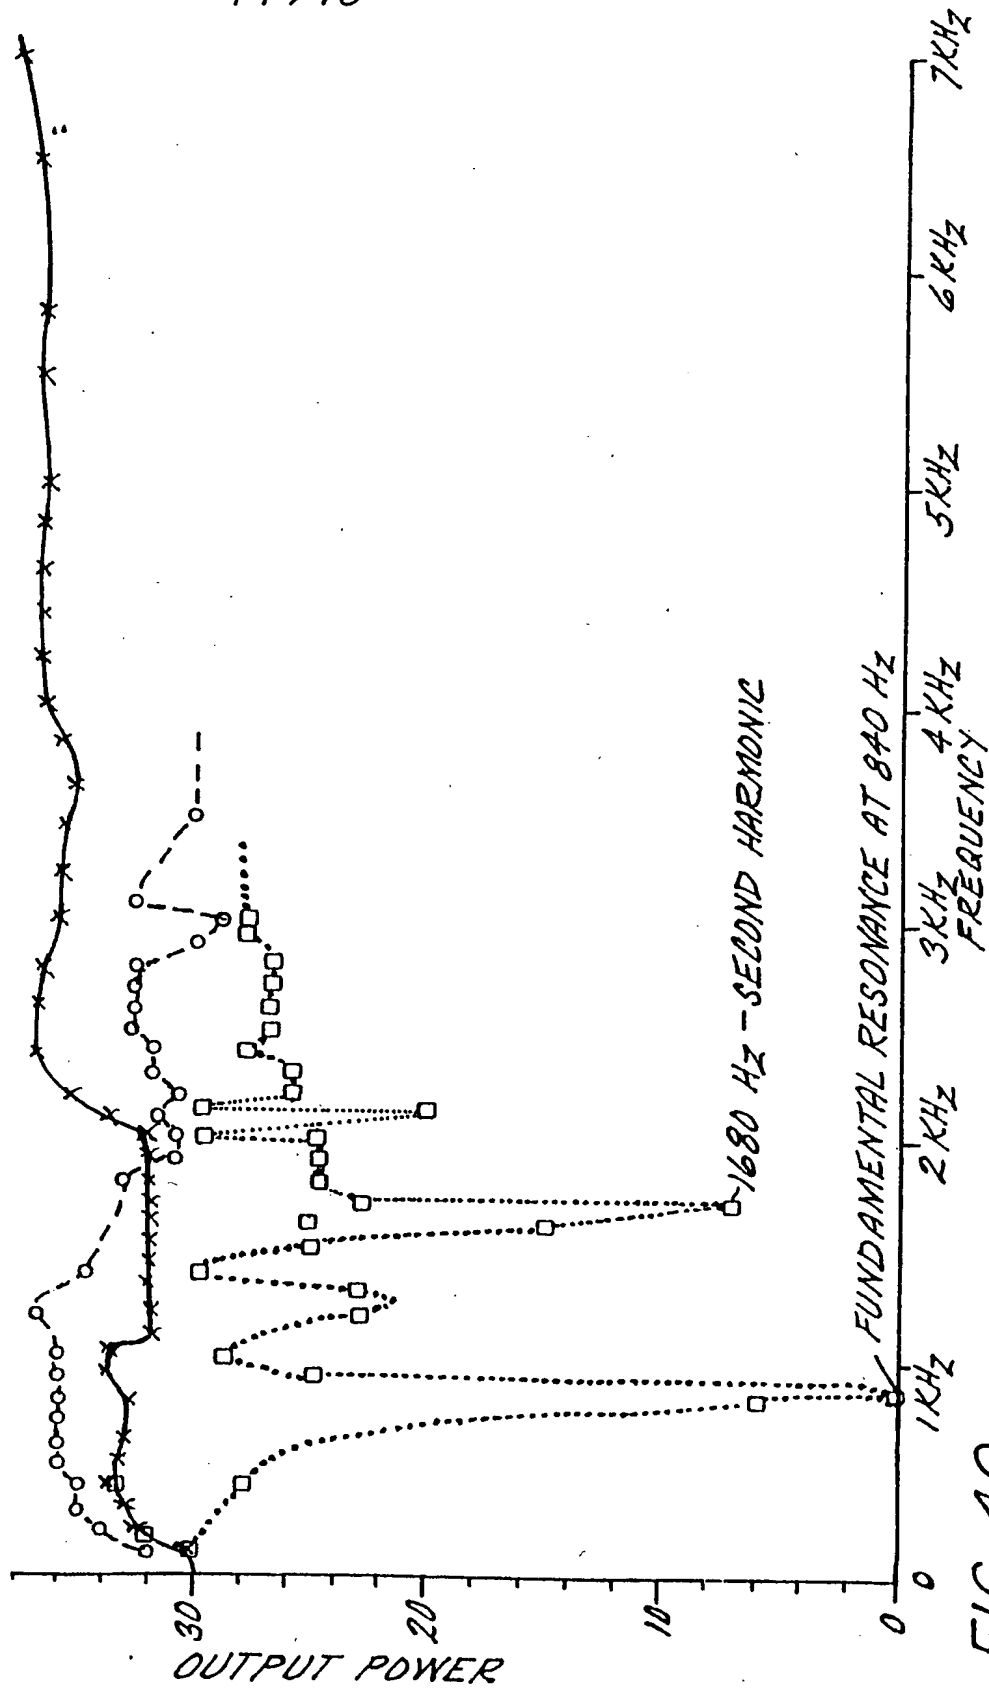 OUTPUT POWER
30
20
10
0
1680 HZ - SECOND HARMONIC
FUNDAMENTAL RESONANCE AT 840 HZ
0
1KHZ
2KHZ
3KHZ
4KHZ
5KHZ
6KHZ
7KHZ
FREQUENCY
FIG.